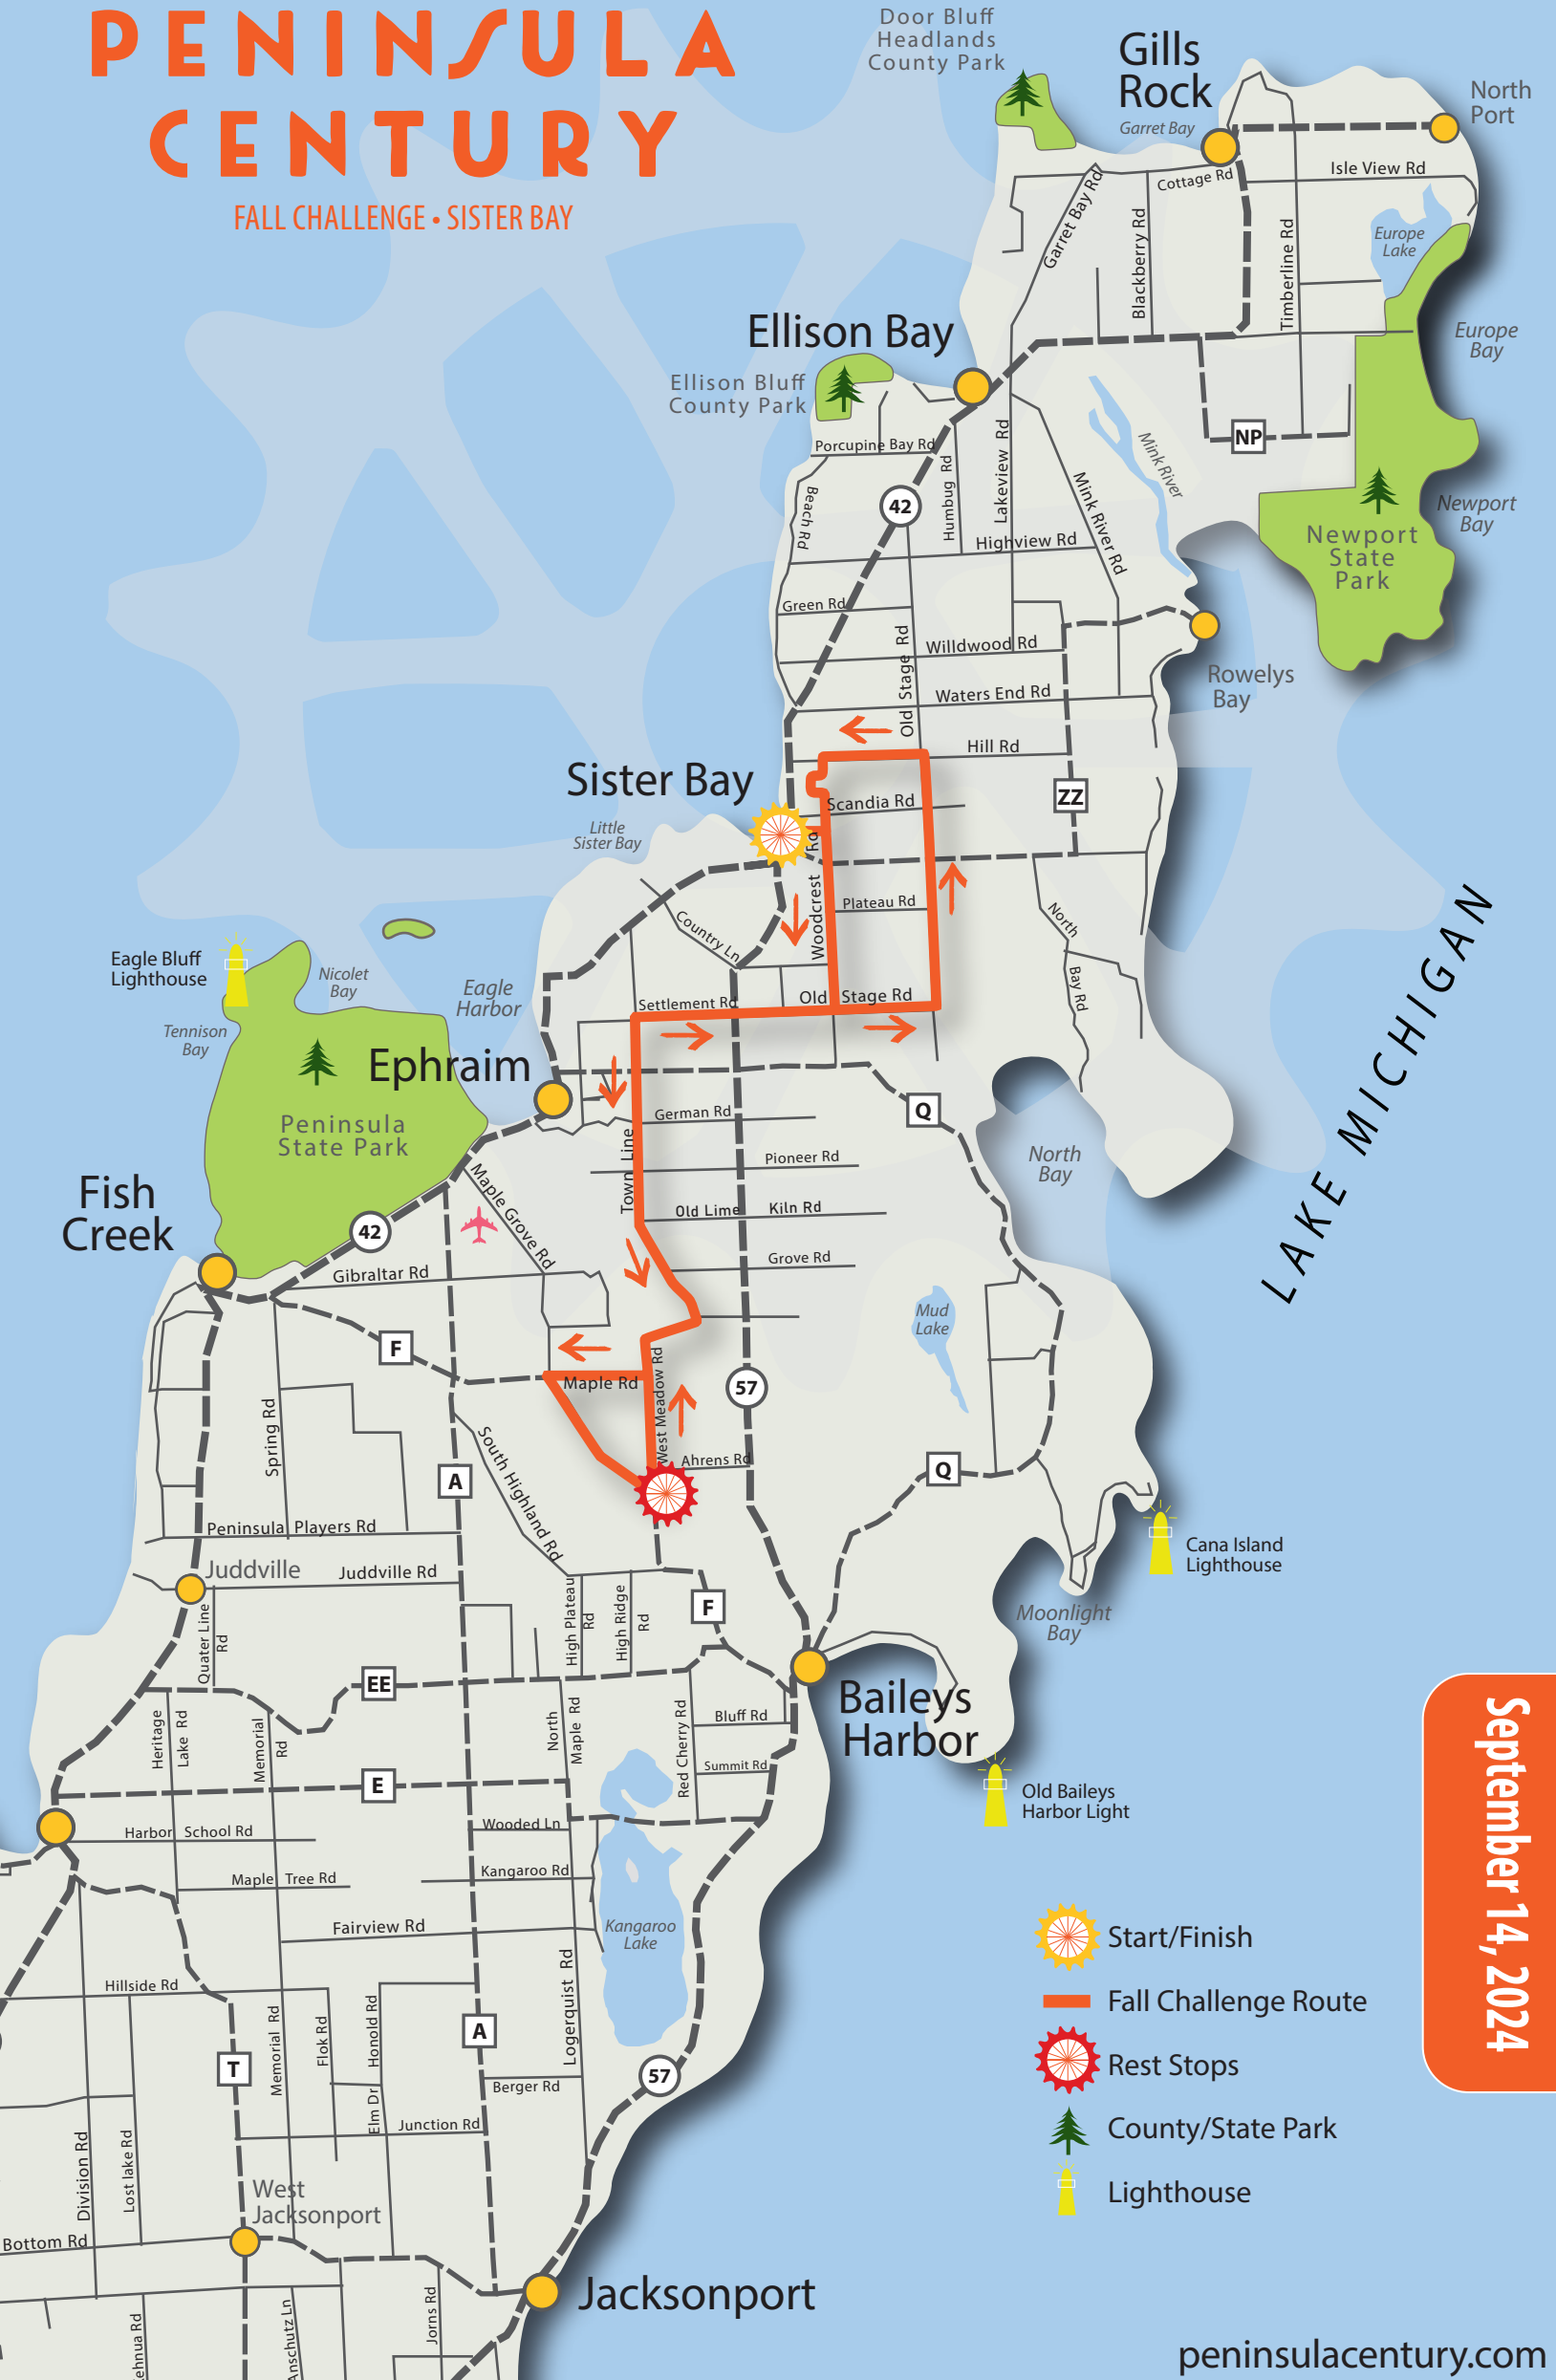 PENINSULA
CENTURY
FALL CHALLENGE • SISTER BAY
Door Bluff
Headlands
County Park
Gills
Rock
Garret Bay
North
Port
Cottage Rd
Isle View Rd
Garret Bay Rd
Blackberry Rd
Timberline Rd
Europe
Lake
Europe
Bay
Ellison Bay
Ellison Bluff
County Park
Porcupine Bay Rd
Beach Rd
42
Humbug Rd
Lakeview Rd
Mink River Rd
Mink River
NP
Newport
Bay
Newport
State
Park
Highview Rd
Green Rd
Old Stage Rd
Willdwood Rd
Waters End Rd
Rowelys
Bay
Hill Rd
Sister Bay
Little
Sister Bay
Scandia Rd
ZZ
Woodcrest Rd
Plateau Rd
Country Ln
North Bay Rd
Settlement Rd
Old Stage Rd
Eagle Bluff
Lighthouse
Nicolet
Bay
Tennison
Bay
Eagle
Harbor
Ephraim
Peninsula
State Park
Q
German Rd
Pioneer Rd
Town Line
Old Lime Kiln Rd
Grove Rd
North
Bay
LAKE MICHIGAN
Fish
Creek
42
Maple Grove Rd
Gibraltar Rd
F
Mud
Lake
Maple Rd
West Meadow Rd
57
Spring Rd
A
South Highland Rd
Ahrens Rd
Q
Peninsula Players Rd
Juddville
Juddville Rd
Cana Island
Lighthouse
Quater Line
Rd
High Plateau
Rd
High Ridge
Rd
F
Moonlight
Bay
EE
Baileys
Harbor
Heritage
Lake Rd
Memorial
Rd
North
Maple Rd
Red Cherry Rd
Bluff Rd
Summit Rd
E
Old Baileys
Harbor Light
Harbor School Rd
Wooded Ln
Maple Tree Rd
Kangaroo Rd
Fairview Rd
Kangaroo
Lake
Hillside Rd
Memorial Rd
Flok Rd
Honold Rd
Logerquist Rd
A
T
57
Elm Dr
Berger Rd
Junction Rd
Division Rd
Lost lake Rd
West
Jacksonport
Bottom Rd
Jacksonport
Jorns Rd
Start/Finish
Fall Challenge Route
Rest Stops
County/State Park
Lighthouse
September 14, 2024
peninsulacentury.com